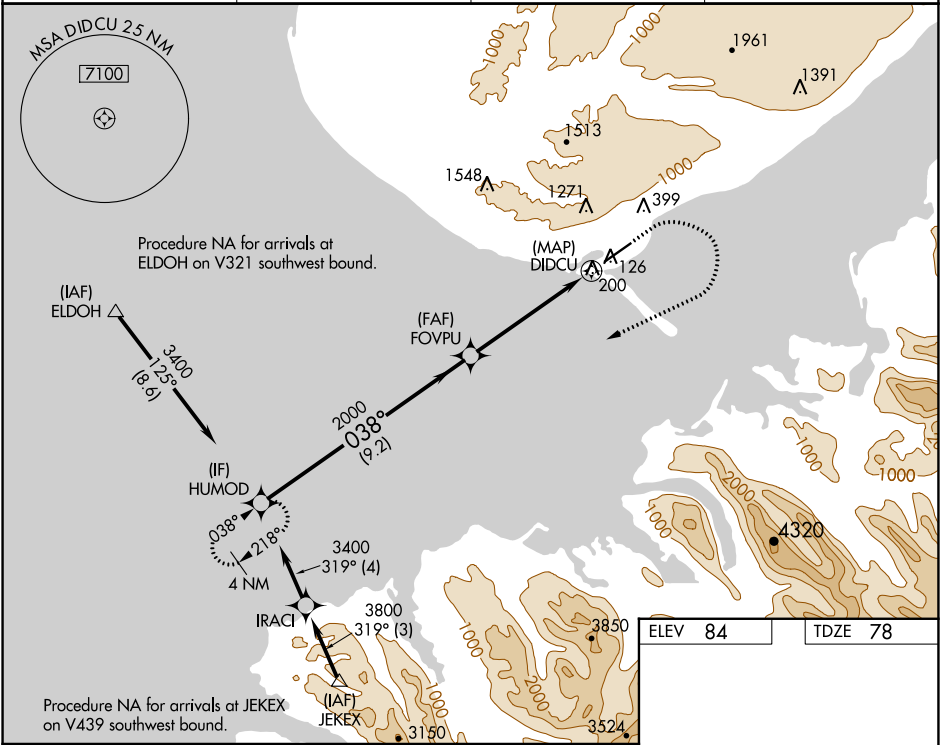 MSA DIDCU 25 NM
7100
1000
1961
1391
1513
1000
1548
1271
399
Procedure NA for arrivals at
ELDOH on V321 southwest bound.
(MAP)
DIDCU
126
200
(IAF)
ELDOH
3400
125°
(8.6)
(FAF)
FOVPU
2000
038°
(9.2)
(IF)
HUMOD
038°
218°
4 NM
3400
319° (4)
IRACI
3800
319° (3)
(IAF)
JEKEX
Procedure NA for arrivals at JEKEX
on V439 southwest bound.
1000
3150
1000
2000
3850
3524
1000
2000
4320
1000
1000
1000
ELEV 84
TDZE 78